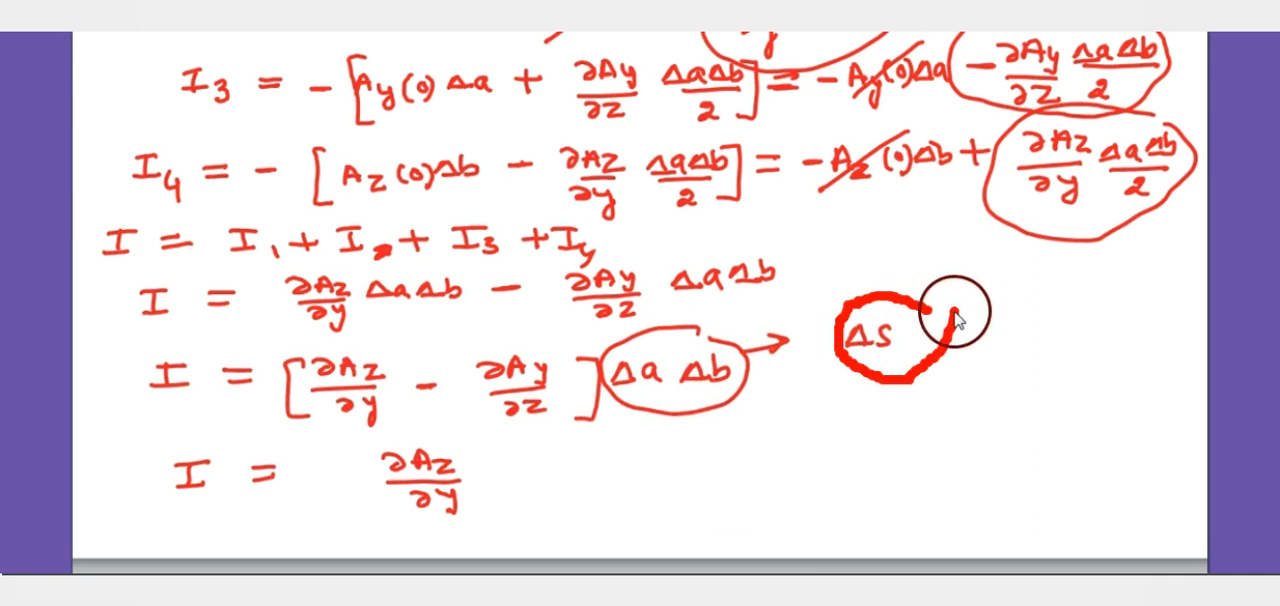 y
I₃ = - [Ay(0) Δa + ∂Ay/∂z ΔaΔb/2] = - Ay(0)Δa - ∂Ay/∂z ΔaΔb/2
I₄ = - [Az(0)Δb - ∂Az/∂y ΔaΔb/2] = - Az(0)Δb + ∂Az/∂y ΔaΔb/2
I = I₁ + I₂ + I₃ + I₄
I = ∂Az/∂y ΔaΔb - ∂Ay/∂z ΔaΔb
I = [∂Az/∂y - ∂Ay/∂z] Δa Δb → ΔS
I = ∂Az/∂y